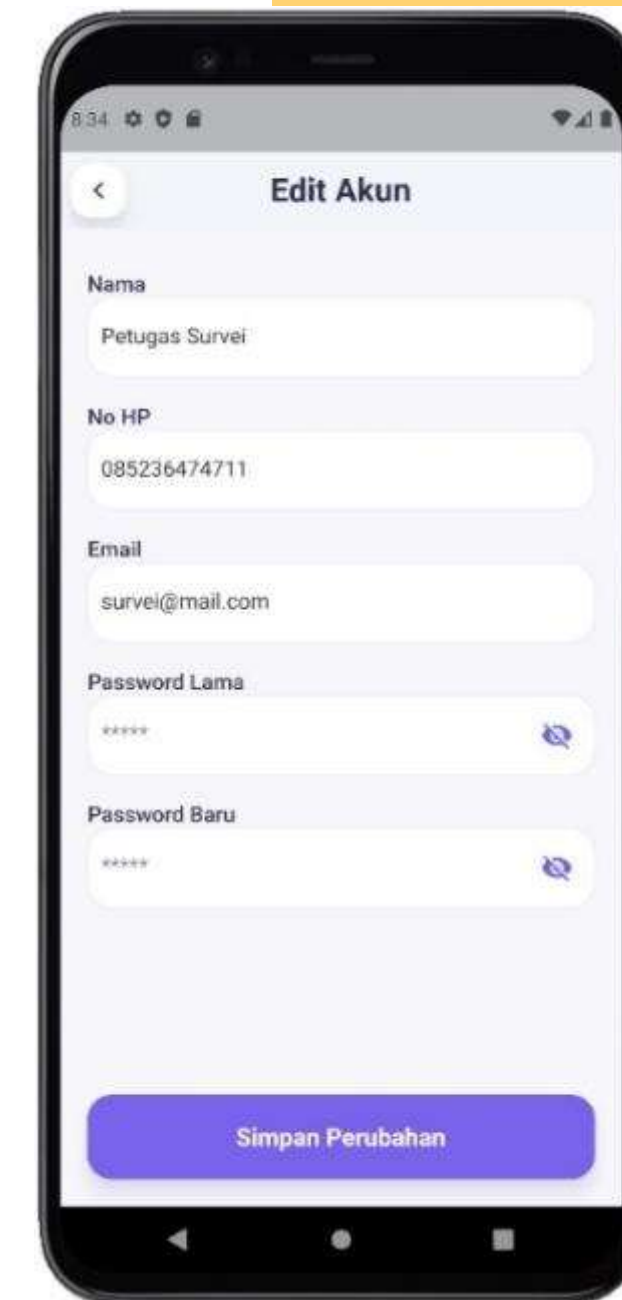 8:34
Edit Akun
Nama
Petugas Survei
No HP
085236474711
Email
survei@mail.com
Password Lama
*****
Password Baru
*****
Simpan Perubahan